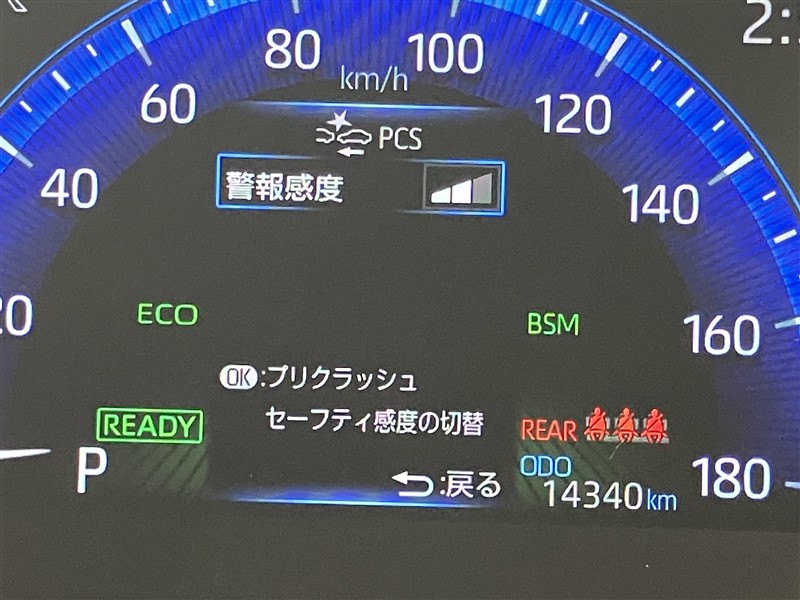 80 100
km/h
60 120
PCS
警報感度
40 140
ECO BSM
20 160
OK:プリクラッシュ
セーフティ感度の切替
READY REAR
P :戻る ODO 180
14340km